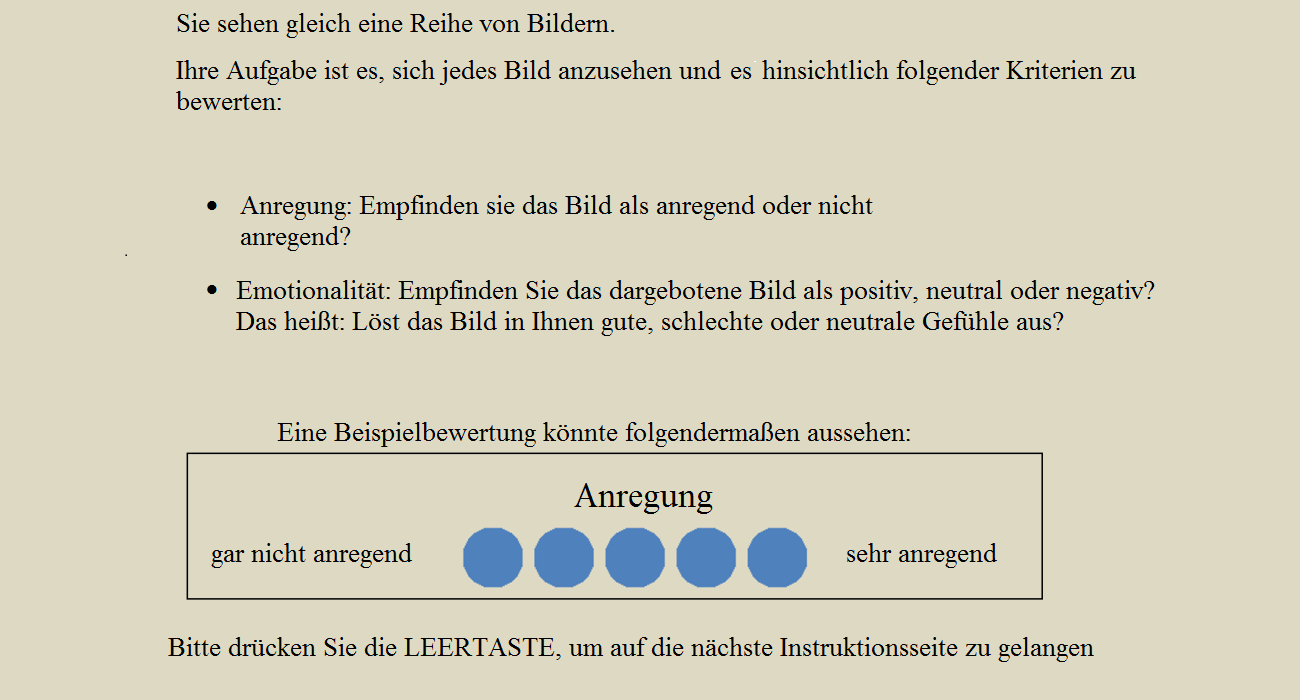 Sie sehen gleich eine Reihe von Bildern.
Ihre Aufgabe ist es, sich jedes Bild anzusehen und es hinsichtlich folgender Kriterien zu
bewerten:
• Anregung: Empfinden sie das Bild als anregend oder nicht
anregend?
• Emotionalität: Empfinden Sie das dargebotene Bild als positiv, neutral oder negativ?
Das heißt: Löst das Bild in Ihnen gute, schlechte oder neutrale Gefühle aus?
Eine Beispielbewertung könnte folgendermaßen aussehen:
Anregung
gar nicht anregend sehr anregend
Bitte drücken Sie die LEERTASTE, um auf die nächste Instruktionsseite zu gelangen